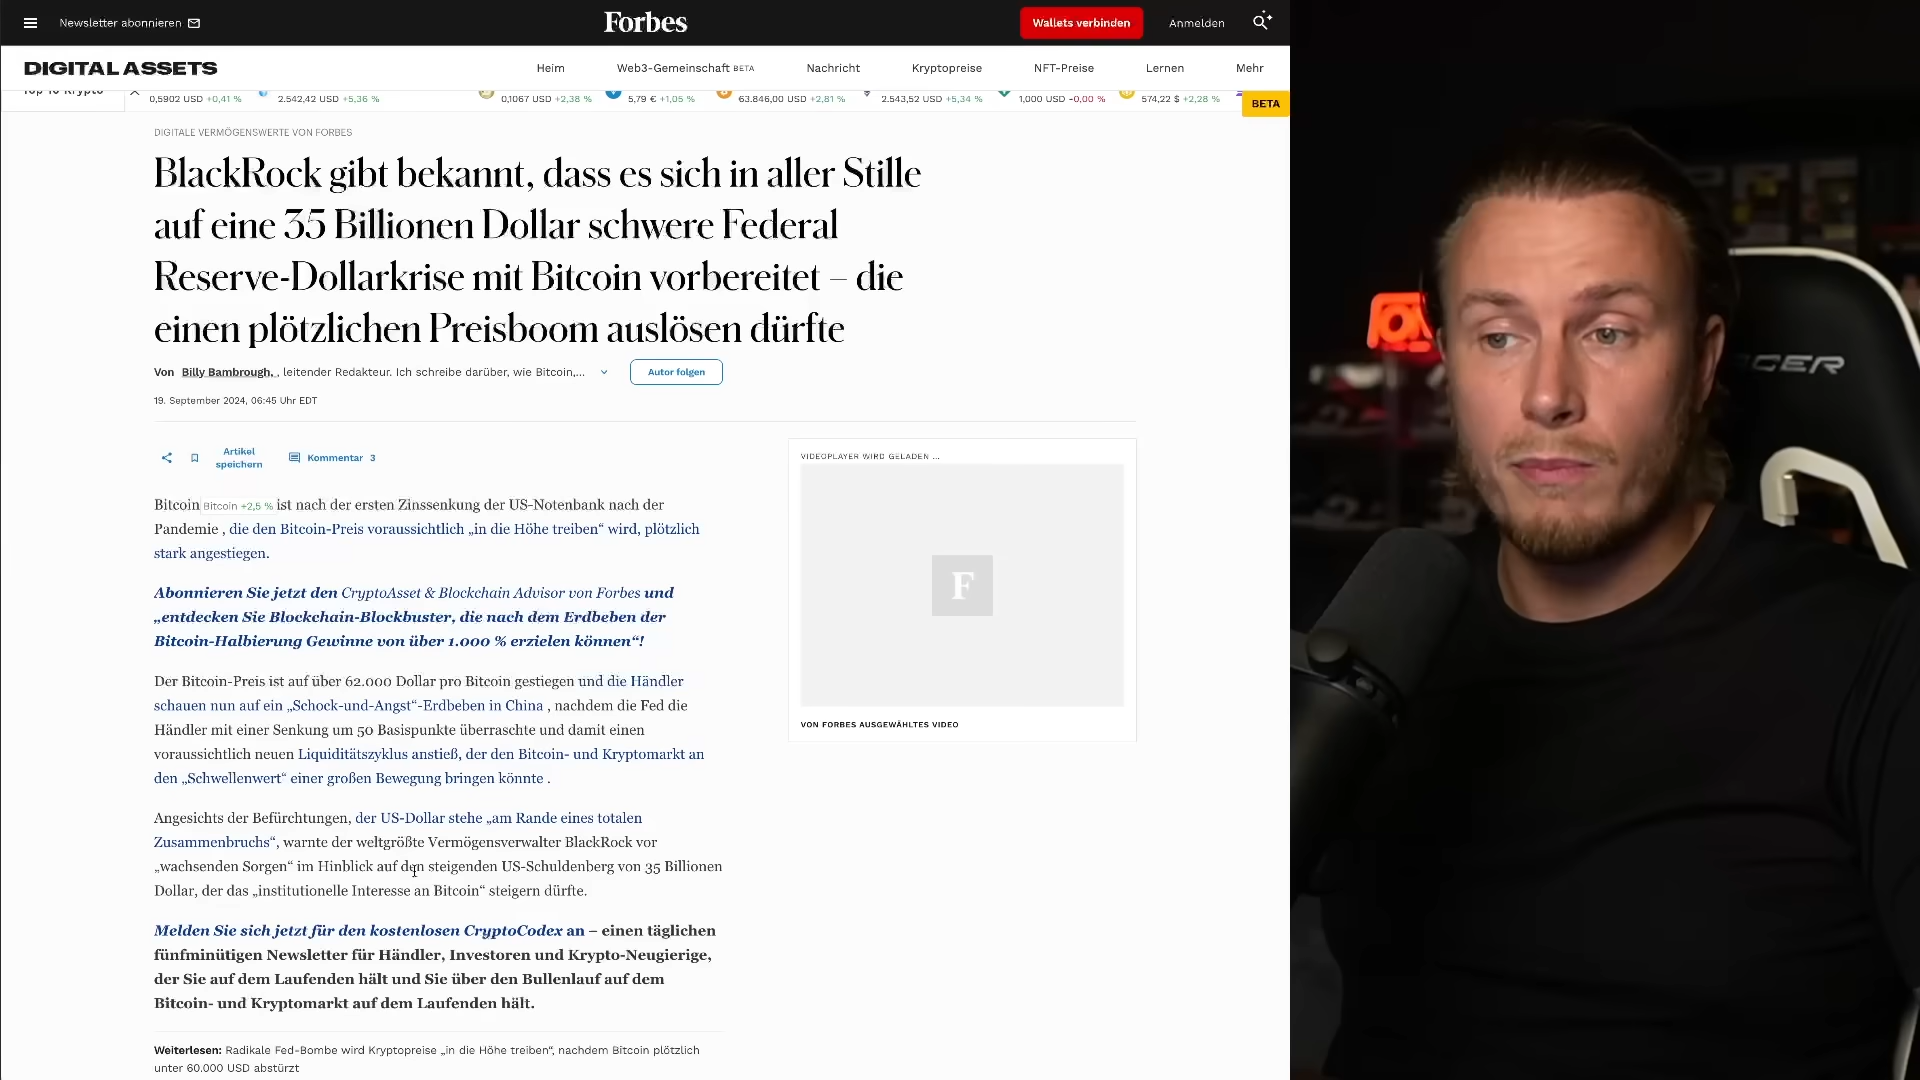 Newsletter abonnieren
Forbes
Wallets verbinden
Anmelden
DIGITAL ASSETS
Heim
Web3-Gemeinschaft BETA
Nachricht
Kryptopreise
NFT-Preise
Lernen
Mehr
0,5902 USD +0,41 %
2.542,42 USD +5,36 %
0,1067 USD +2,38 %
5,79 € +1,05 %
63.846,00 USD +2,81 %
2.543,52 USD +5,34 %
1,000 USD -0,00 %
574,22 $ +2,28 %
BETA
DIGITALE VERMÖGENSWERTE VON FORBES
BlackRock gibt bekannt, dass es sich in aller Stille
auf eine 35 Billionen Dollar schwere Federal
Reserve-Dollarkrise mit Bitcoin vorbereitet – die
einen plötzlichen Preisboom auslösen dürfte
Von Billy Bambrough, , leitender Redakteur. Ich schreibe darüber, wie Bitcoin,...
Autor folgen
19. September 2024, 06:45 Uhr EDT
Artikel
speichern
Kommentar 3
VIDEOPLAYER WIRD GELADEN ...
F
VON FORBES AUSGEWÄHLTES VIDEO
Bitcoin Bitcoin +2,5 % ist nach der ersten Zinssenkung der US-Notenbank nach der
Pandemie , die den Bitcoin-Preis voraussichtlich „in die Höhe treiben“ wird, plötzlich
stark angestiegen.
Abonnieren Sie jetzt den CryptoAsset & Blockchain Advisor von Forbes und
„entdecken Sie Blockchain-Blockbuster, die nach dem Erdbeben der
Bitcoin-Halbierung Gewinne von über 1.000 % erzielen können“!
Der Bitcoin-Preis ist auf über 62.000 Dollar pro Bitcoin gestiegen und die Händler
schauen nun auf ein „Schock-und-Angst“-Erdbeben in China , nachdem die Fed die
Händler mit einer Senkung um 50 Basispunkte überraschte und damit einen
voraussichtlich neuen Liquiditätszyklus anstieß, der den Bitcoin- und Kryptomarkt an
den „Schwellenwert“ einer großen Bewegung bringen könnte .
Angesichts der Befürchtungen, der US-Dollar stehe „am Rande eines totalen
Zusammenbruchs“, warnte der weltgrößte Vermögensverwalter BlackRock vor
„wachsenden Sorgen“ im Hinblick auf den steigenden US-Schuldenberg von 35 Billionen
Dollar, der das „institutionelle Interesse an Bitcoin“ steigern dürfte.
Melden Sie sich jetzt für den kostenlosen CryptoCodex an – einen täglichen
fünfminütigen Newsletter für Händler, Investoren und Krypto-Neugierige,
der Sie auf dem Laufenden hält und Sie über den Bullenlauf auf dem
Bitcoin- und Kryptomarkt auf dem Laufenden hält.
Weiterlesen: Radikale Fed-Bombe wird Kryptopreise „in die Höhe treiben“, nachdem Bitcoin plötzlich
unter 60.000 USD abstürzt